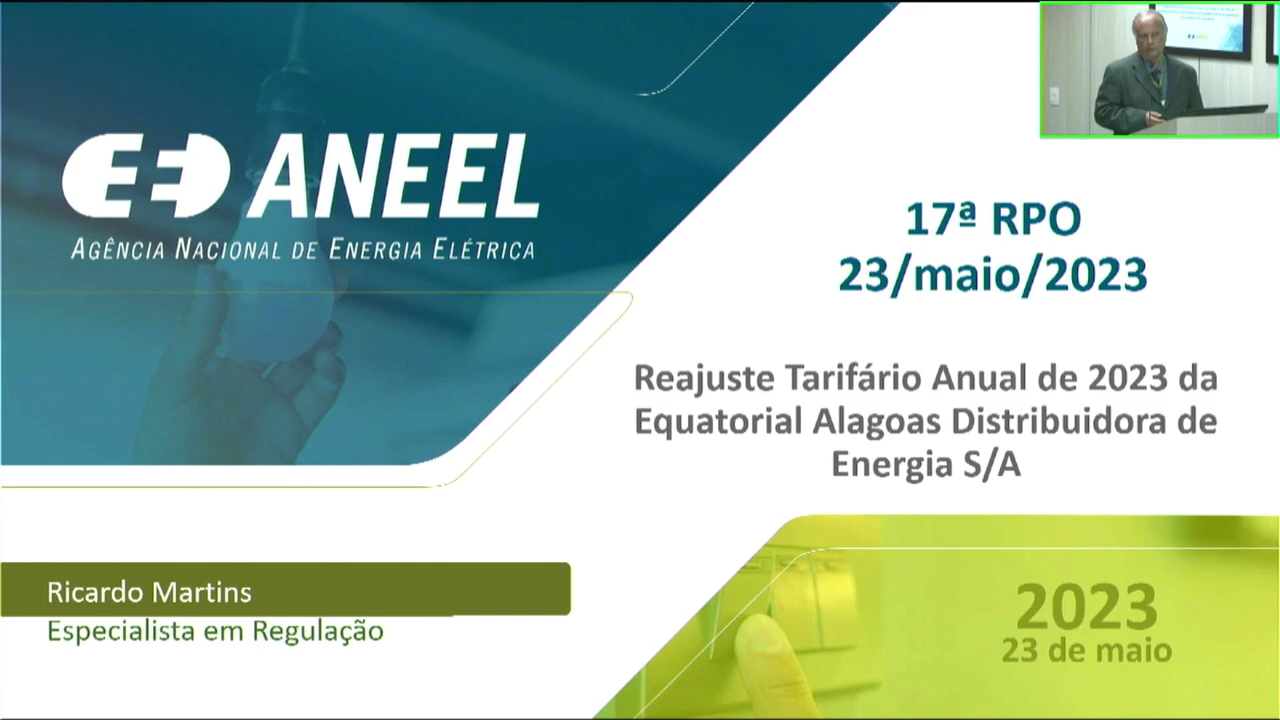 ANEEL
AGÊNCIA NACIONAL DE ENERGIA ELÉTRICA
17ª RPO
23/maio/2023
Reajuste Tarifário Anual de 2023 da
Equatorial Alagoas Distribuidora de
Energia S/A
Ricardo Martins
Especialista em Regulação
2023
23 de maio